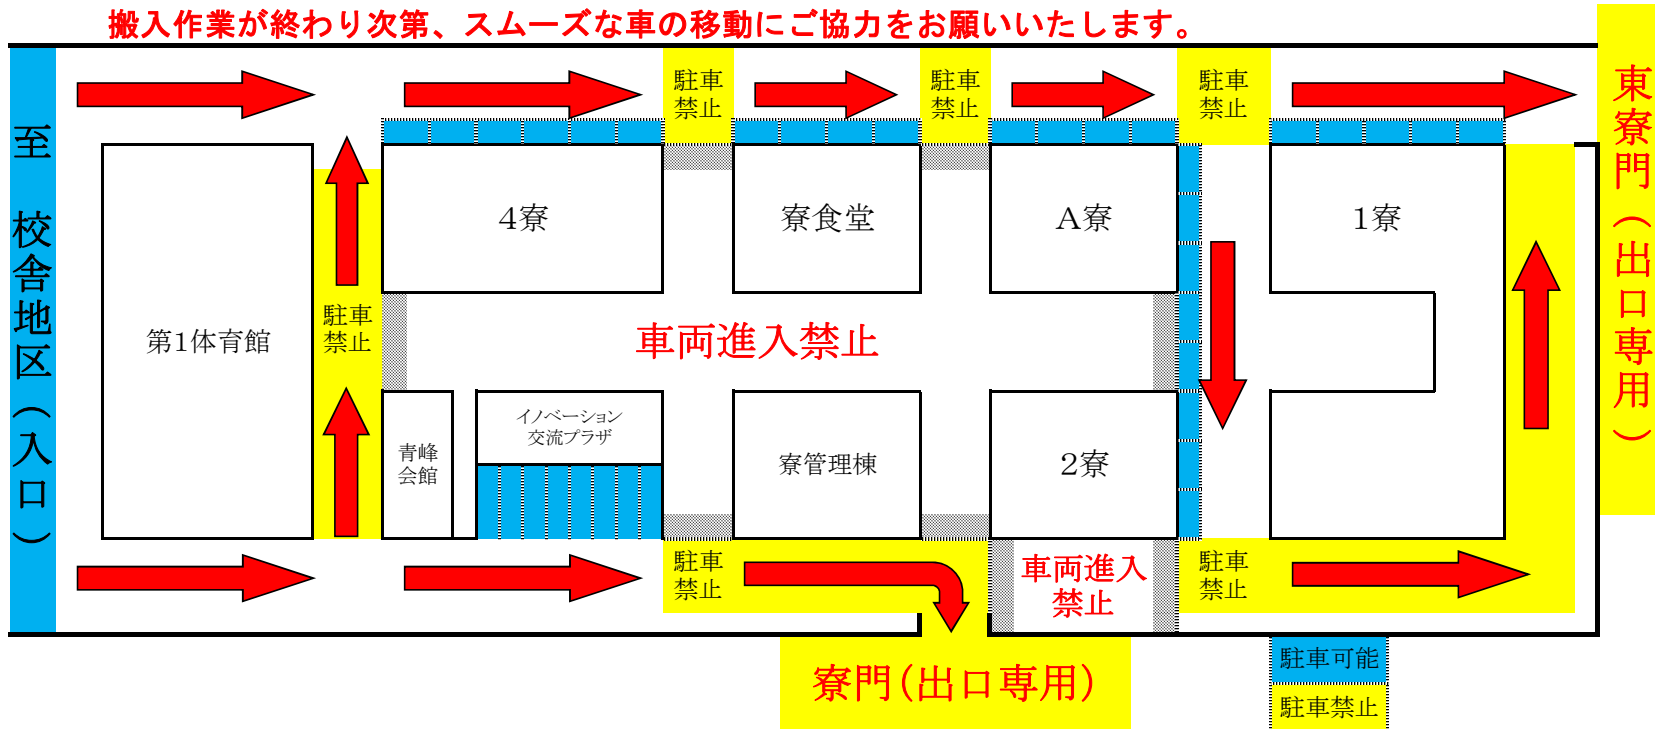 搬入作業が終わり次第、スムーズな車の移動にご協力をお願いいたします。
至 校舎地区(入口)
駐車
禁止
駐車
禁止
駐車
禁止
東寮門(出口専用)
4寮
寮食堂
A寮
1寮
第1体育館
駐車
禁止
車両進入禁止
青峰
会館
イノベーション
交流プラザ
寮管理棟
2寮
駐車
禁止
車両進入
禁止
駐車
禁止
寮門(出口専用)
駐車可能
駐車禁止